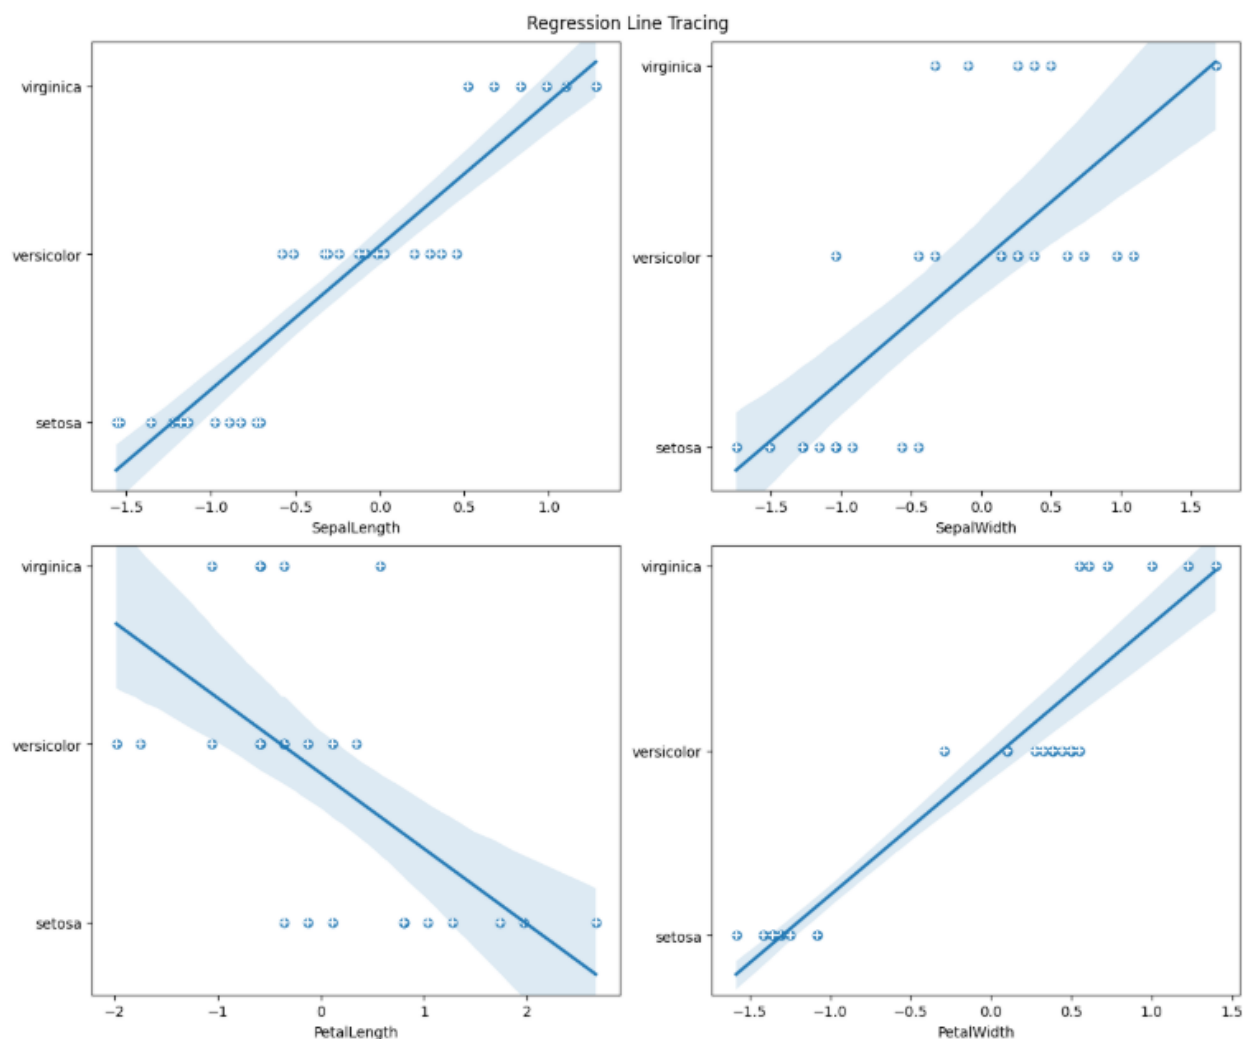 Regression Line Tracing
virginica
versicolor
setosa
−1.5 −1.0 −0.5 0.0 0.5 1.0
SepalLength
virginica
versicolor
setosa
−1.5 −1.0 −0.5 0.0 0.5 1.0 1.5
SepalWidth
virginica
versicolor
setosa
−2 −1 0 1 2
PetalLength
virginica
versicolor
setosa
−1.5 −1.0 −0.5 0.0 0.5 1.0 1.5
PetalWidth